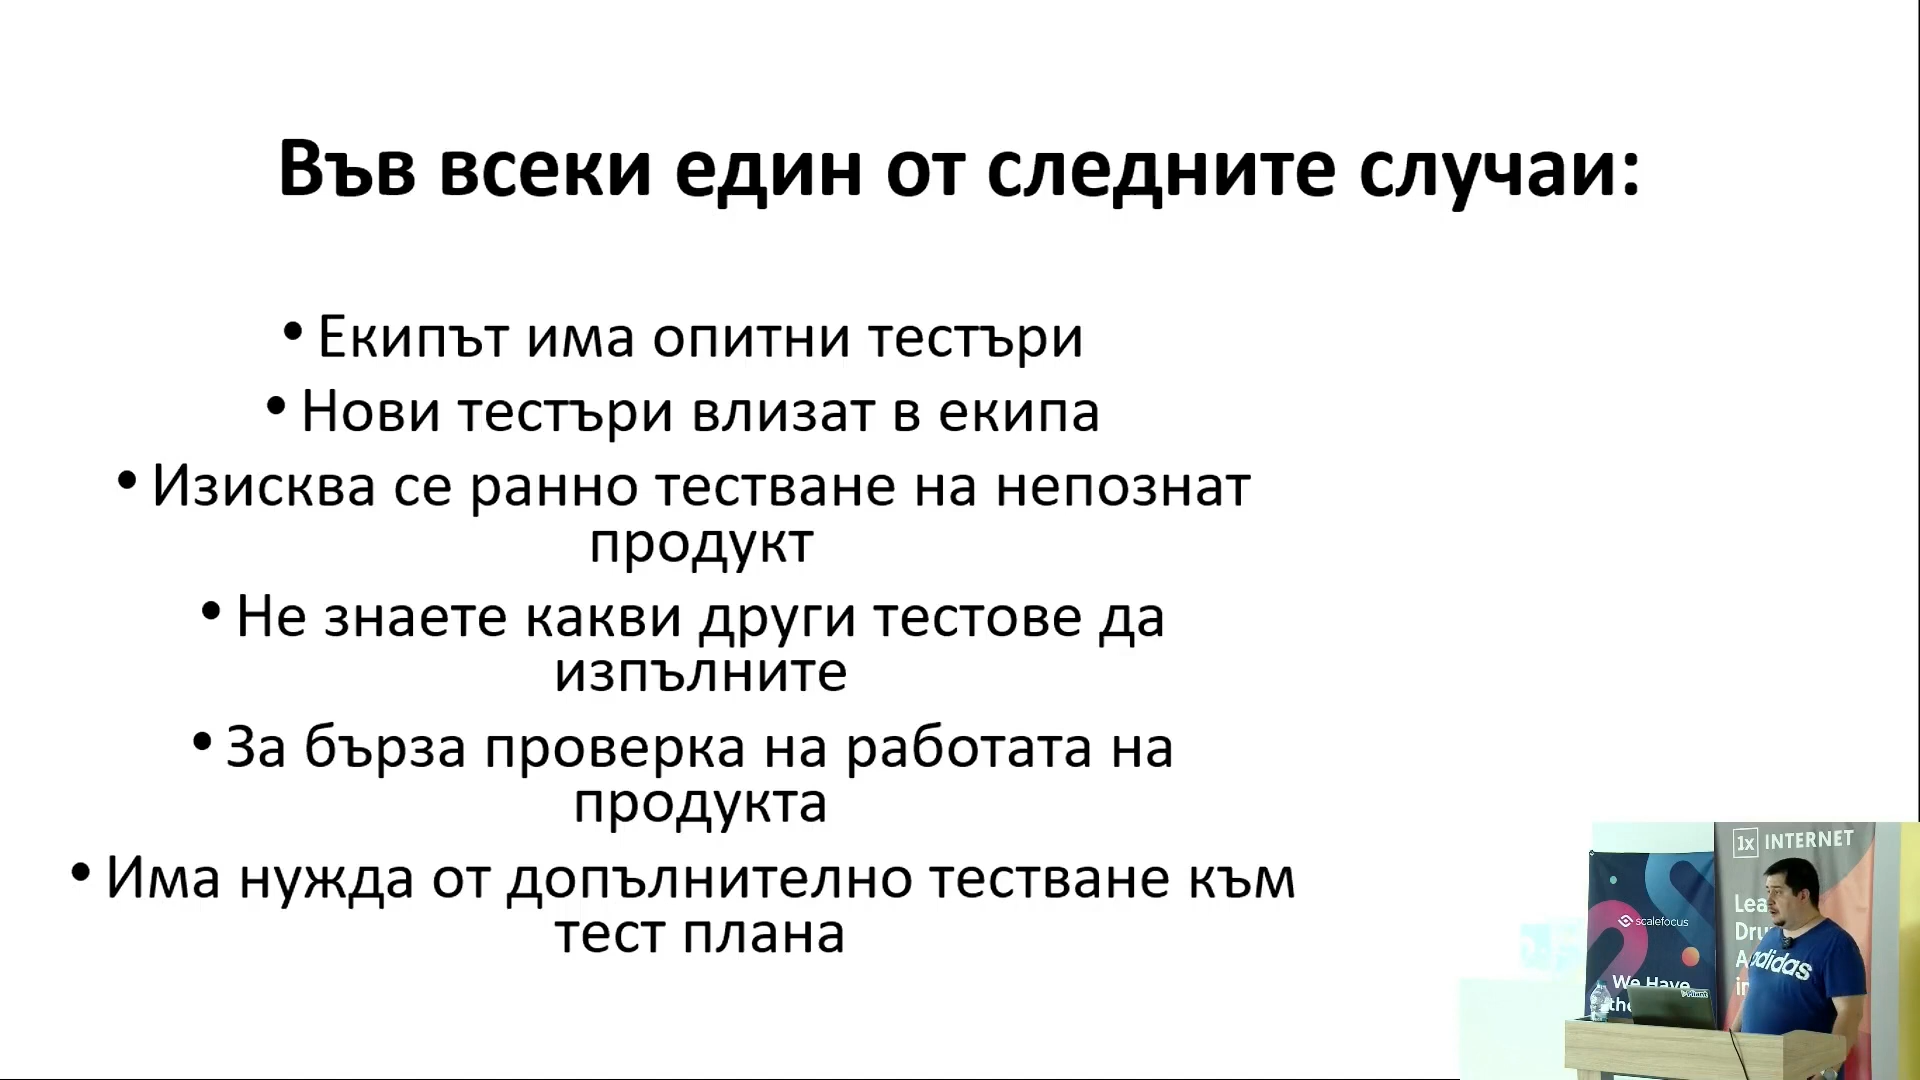 Във всеки един от следните случаи:
• Екипът има опитни тестъри
• Нови тестъри влизат в екипа
• Изисква се ранно тестване на непознат
продукт
• Не знаете какви други тестове да
изпълните
• За бърза проверка на работата на
продукта
• Има нужда от допълнително тестване към
тест плана
1x INTERNET
scalefocus
We Have
adidas